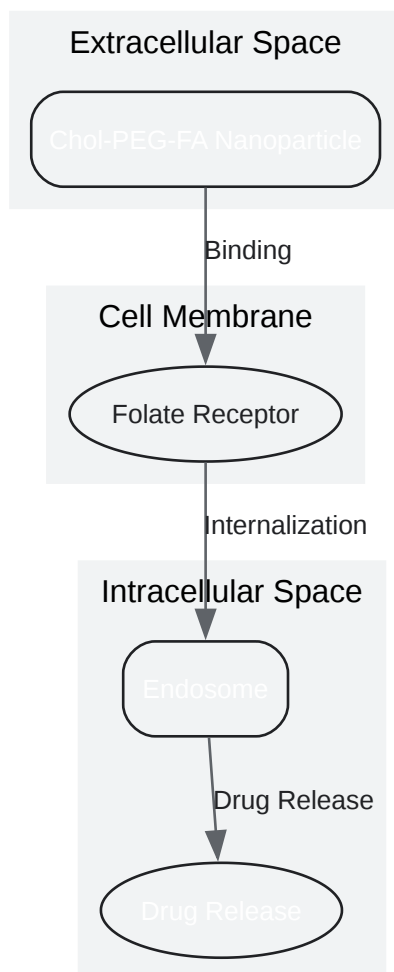 Extracellular Space
Chol-PEG-FA Nanoparticle
Binding
Cell Membrane
Folate Receptor
Internalization
Intracellular Space
Endosome
Drug Release
Drug Release